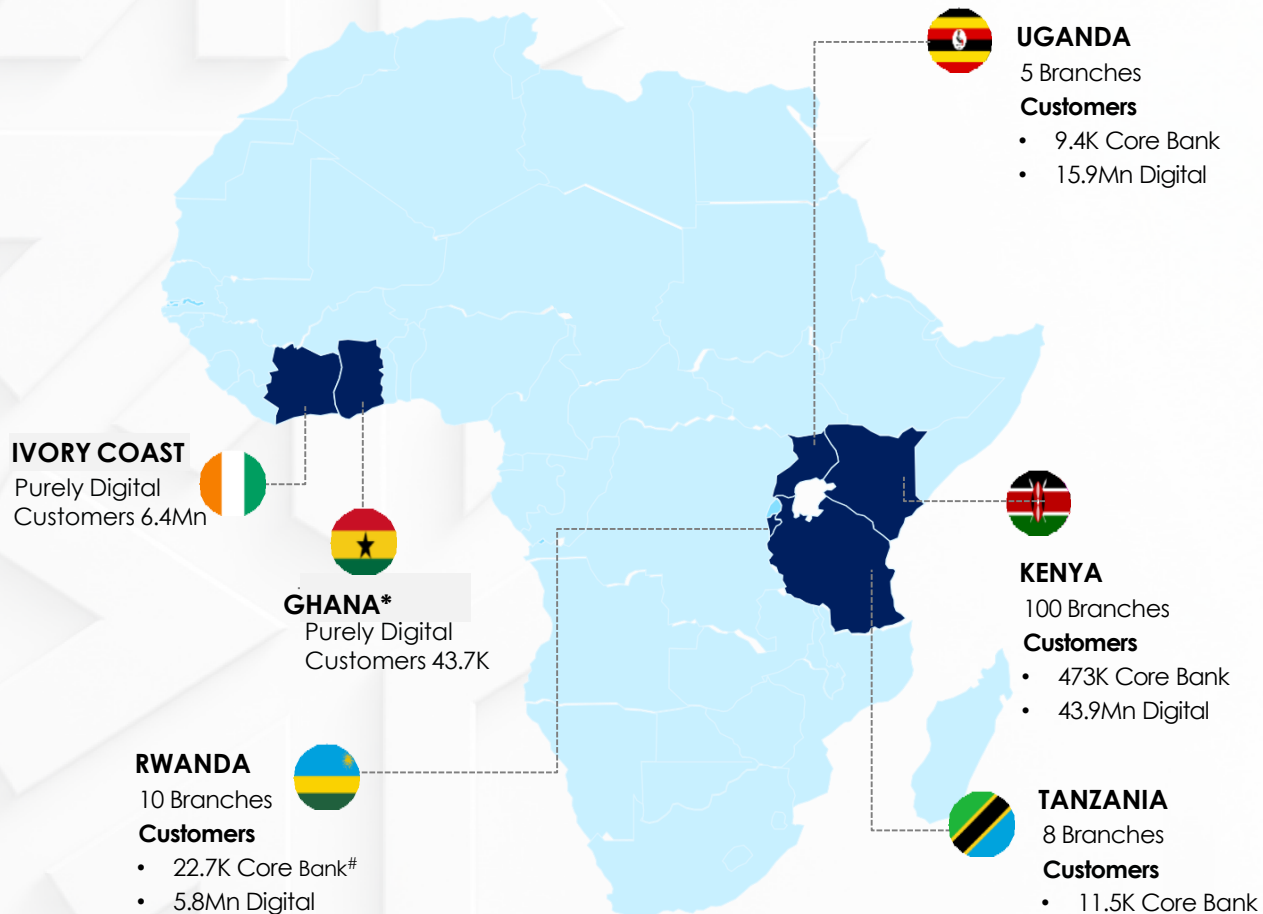 UGANDA
5 Branches
Customers
• 9.4K Core Bank
• 15.9Mn Digital
IVORY COAST
Purely Digital
Customers 6.4Mn
GHANA*
Purely Digital
Customers 43.7K
KENYA
100 Branches
Customers
• 473K Core Bank
• 43.9Mn Digital
RWANDA
10 Branches
Customers
• 22.7K Core Bank#
• 5.8Mn Digital
TANZANIA
8 Branches
Customers
• 11.5K Core Bank